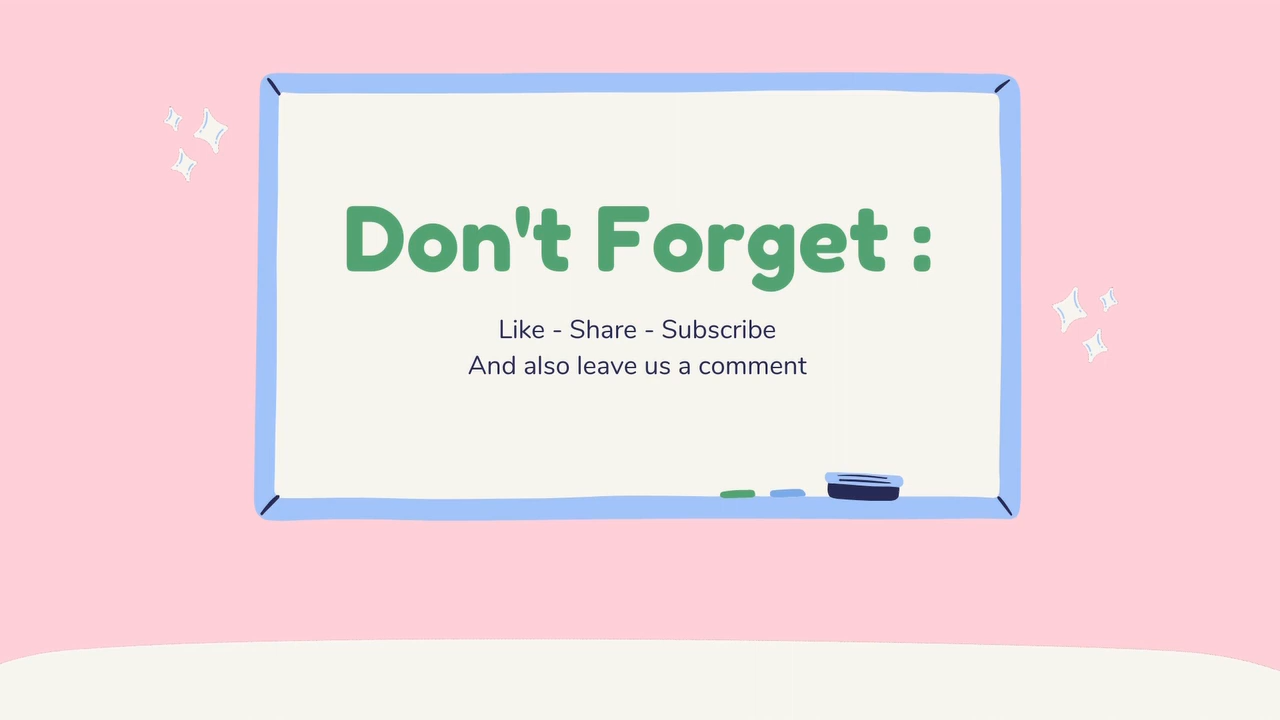 Don't Forget :
Like - Share - Subscribe
And also leave us a comment